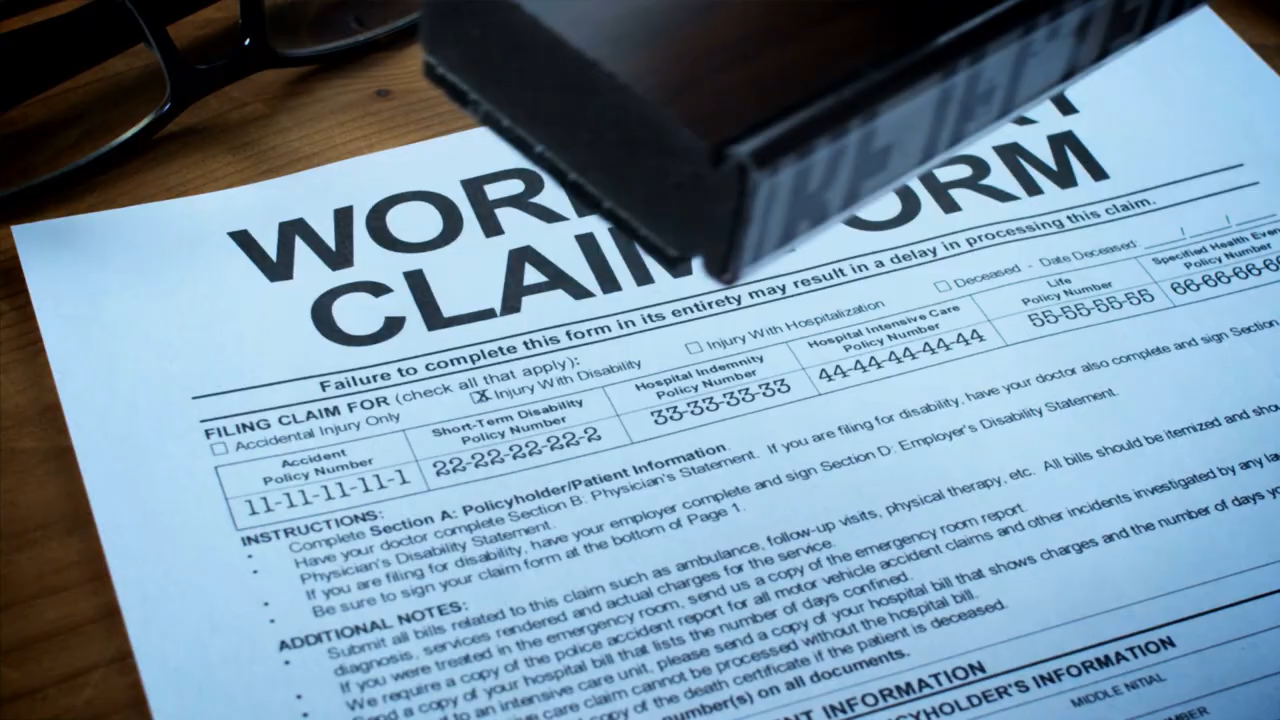 WOR
CLAIM FORM
Failure to complete this form in its entirety may result in a delay in processing this claim.
FILING CLAIM FOR (check all that apply):
Accidental Injury Only
X Injury With Disability
Injury With Hospitalization
Deceased - Date Deceased: __/__/
Accident
Policy Number
11-11-11-11-1
Short-Term Disability
Policy Number
22-22-22-22-2
Hospital Indemnity
Policy Number
33-33-33-33
Hospital Intensive Care
Policy Number
44-44-44-44-44
Life
Policy Number
55-55-55-55
Specified Health Even
Policy Number
66-66-66-66
INSTRUCTIONS:
• Complete Section A: Policyholder/Patient Information.
• Have your doctor complete Section B: Physician's Statement. If you are filing for disability, have your doctor also complete and sign Section
Physician's Disability Statement.
• If you are filing for disability, have your employer complete and sign Section D: Employer's Disability Statement.
• Be sure to sign your claim form at the bottom of Page 1.
ADDITIONAL NOTES:
• Submit all bills related to this claim such as ambulance, follow-up visits, physical therapy, etc. All bills should be itemized and sho
diagnosis, services rendered and actual charges for the service.
• If you were treated in the emergency room, send us a copy of the emergency room report.
• We require a copy of the police accident report for all motor vehicle accident claims and other incidents investigated by any la
• Send a copy of your hospital bill that lists the number of days confined.
to an intensive care unit, please send a copy of your hospital bill that shows charges and the number of days yo
care claim cannot be processed without the hospital bill.
copy of the death certificate if the patient is deceased.
number(s) on all documents.
NT INFORMATION
CYHOLDER'S INFORMATION
MIDDLE NITIAL
NUMBER